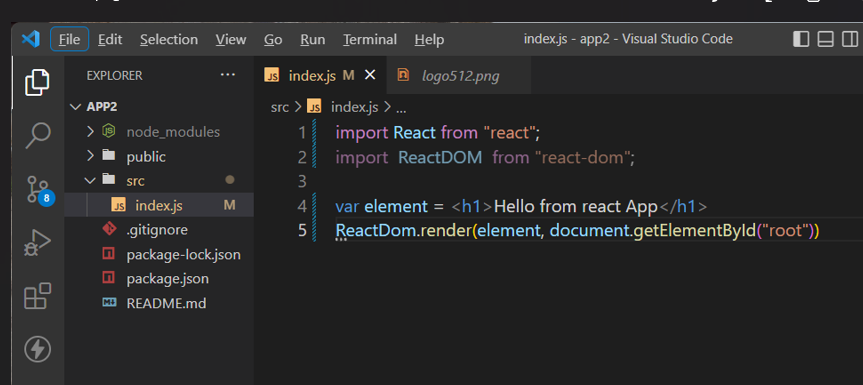 File Edit Selection View Go Run Terminal Help index.js - app2 - Visual Studio Code
EXPLORER ...
index.js M
logo512.png
APP2
src > JS index.js > ...
node_modules
public
src
JS index.js M
.gitignore
package-lock.json
package.json
README.md
8
1 import React from "react";
2 import ReactDOM from "react-dom";
3
4 var element = <h1>Hello from react App</h1>
5 ReactDom.render(element, document.getElementById("root"))